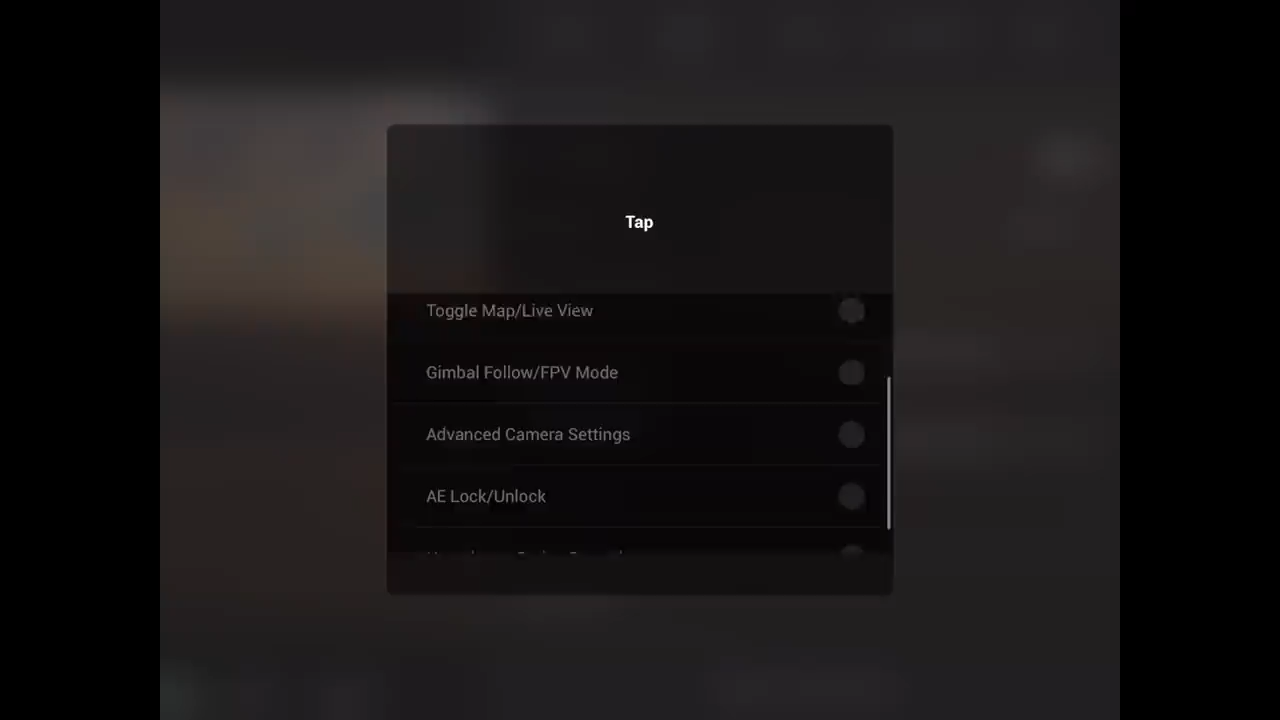 Tap
Toggle Map/Live View
Gimbal Follow/FPV Mode
Advanced Camera Settings
AE Lock/Unlock